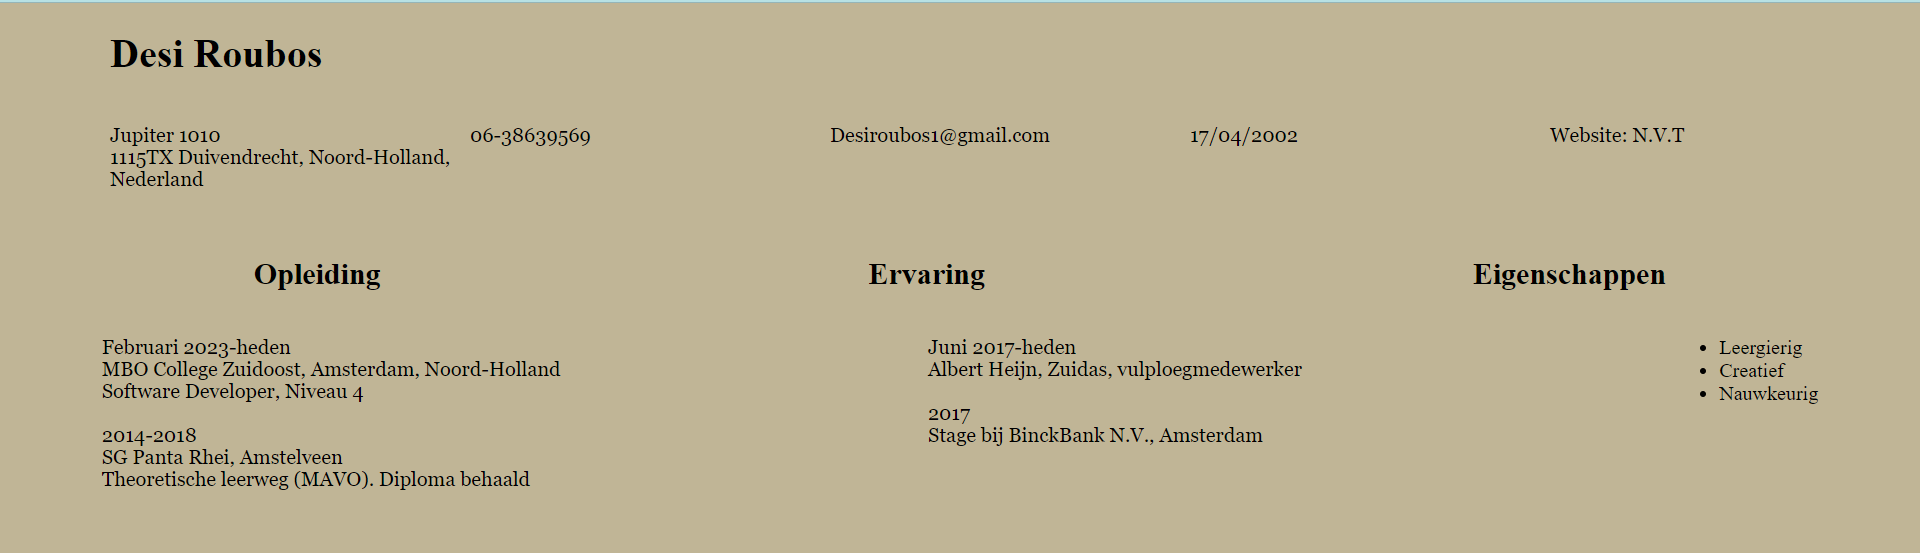 Desi Roubos
Jupiter 1010
1115TX Duivendrecht, Noord-Holland,
Nederland
06-38639569
Desiroubos1@gmail.com
17/04/2002
Website: N.V.T
Opleiding
Februari 2023-heden
MBO College Zuidoost, Amsterdam, Noord-Holland
Software Developer, Niveau 4
2014-2018
SG Panta Rhei, Amstelveen
Theoretische leerweg (MAVO). Diploma behaald
Ervaring
Juni 2017-heden
Albert Heijn, Zuidas, vulploegmedewerker
2017
Stage bij BinckBank N.V., Amsterdam
Eigenschappen
• Leergierig
• Creatief
• Nauwkeurig